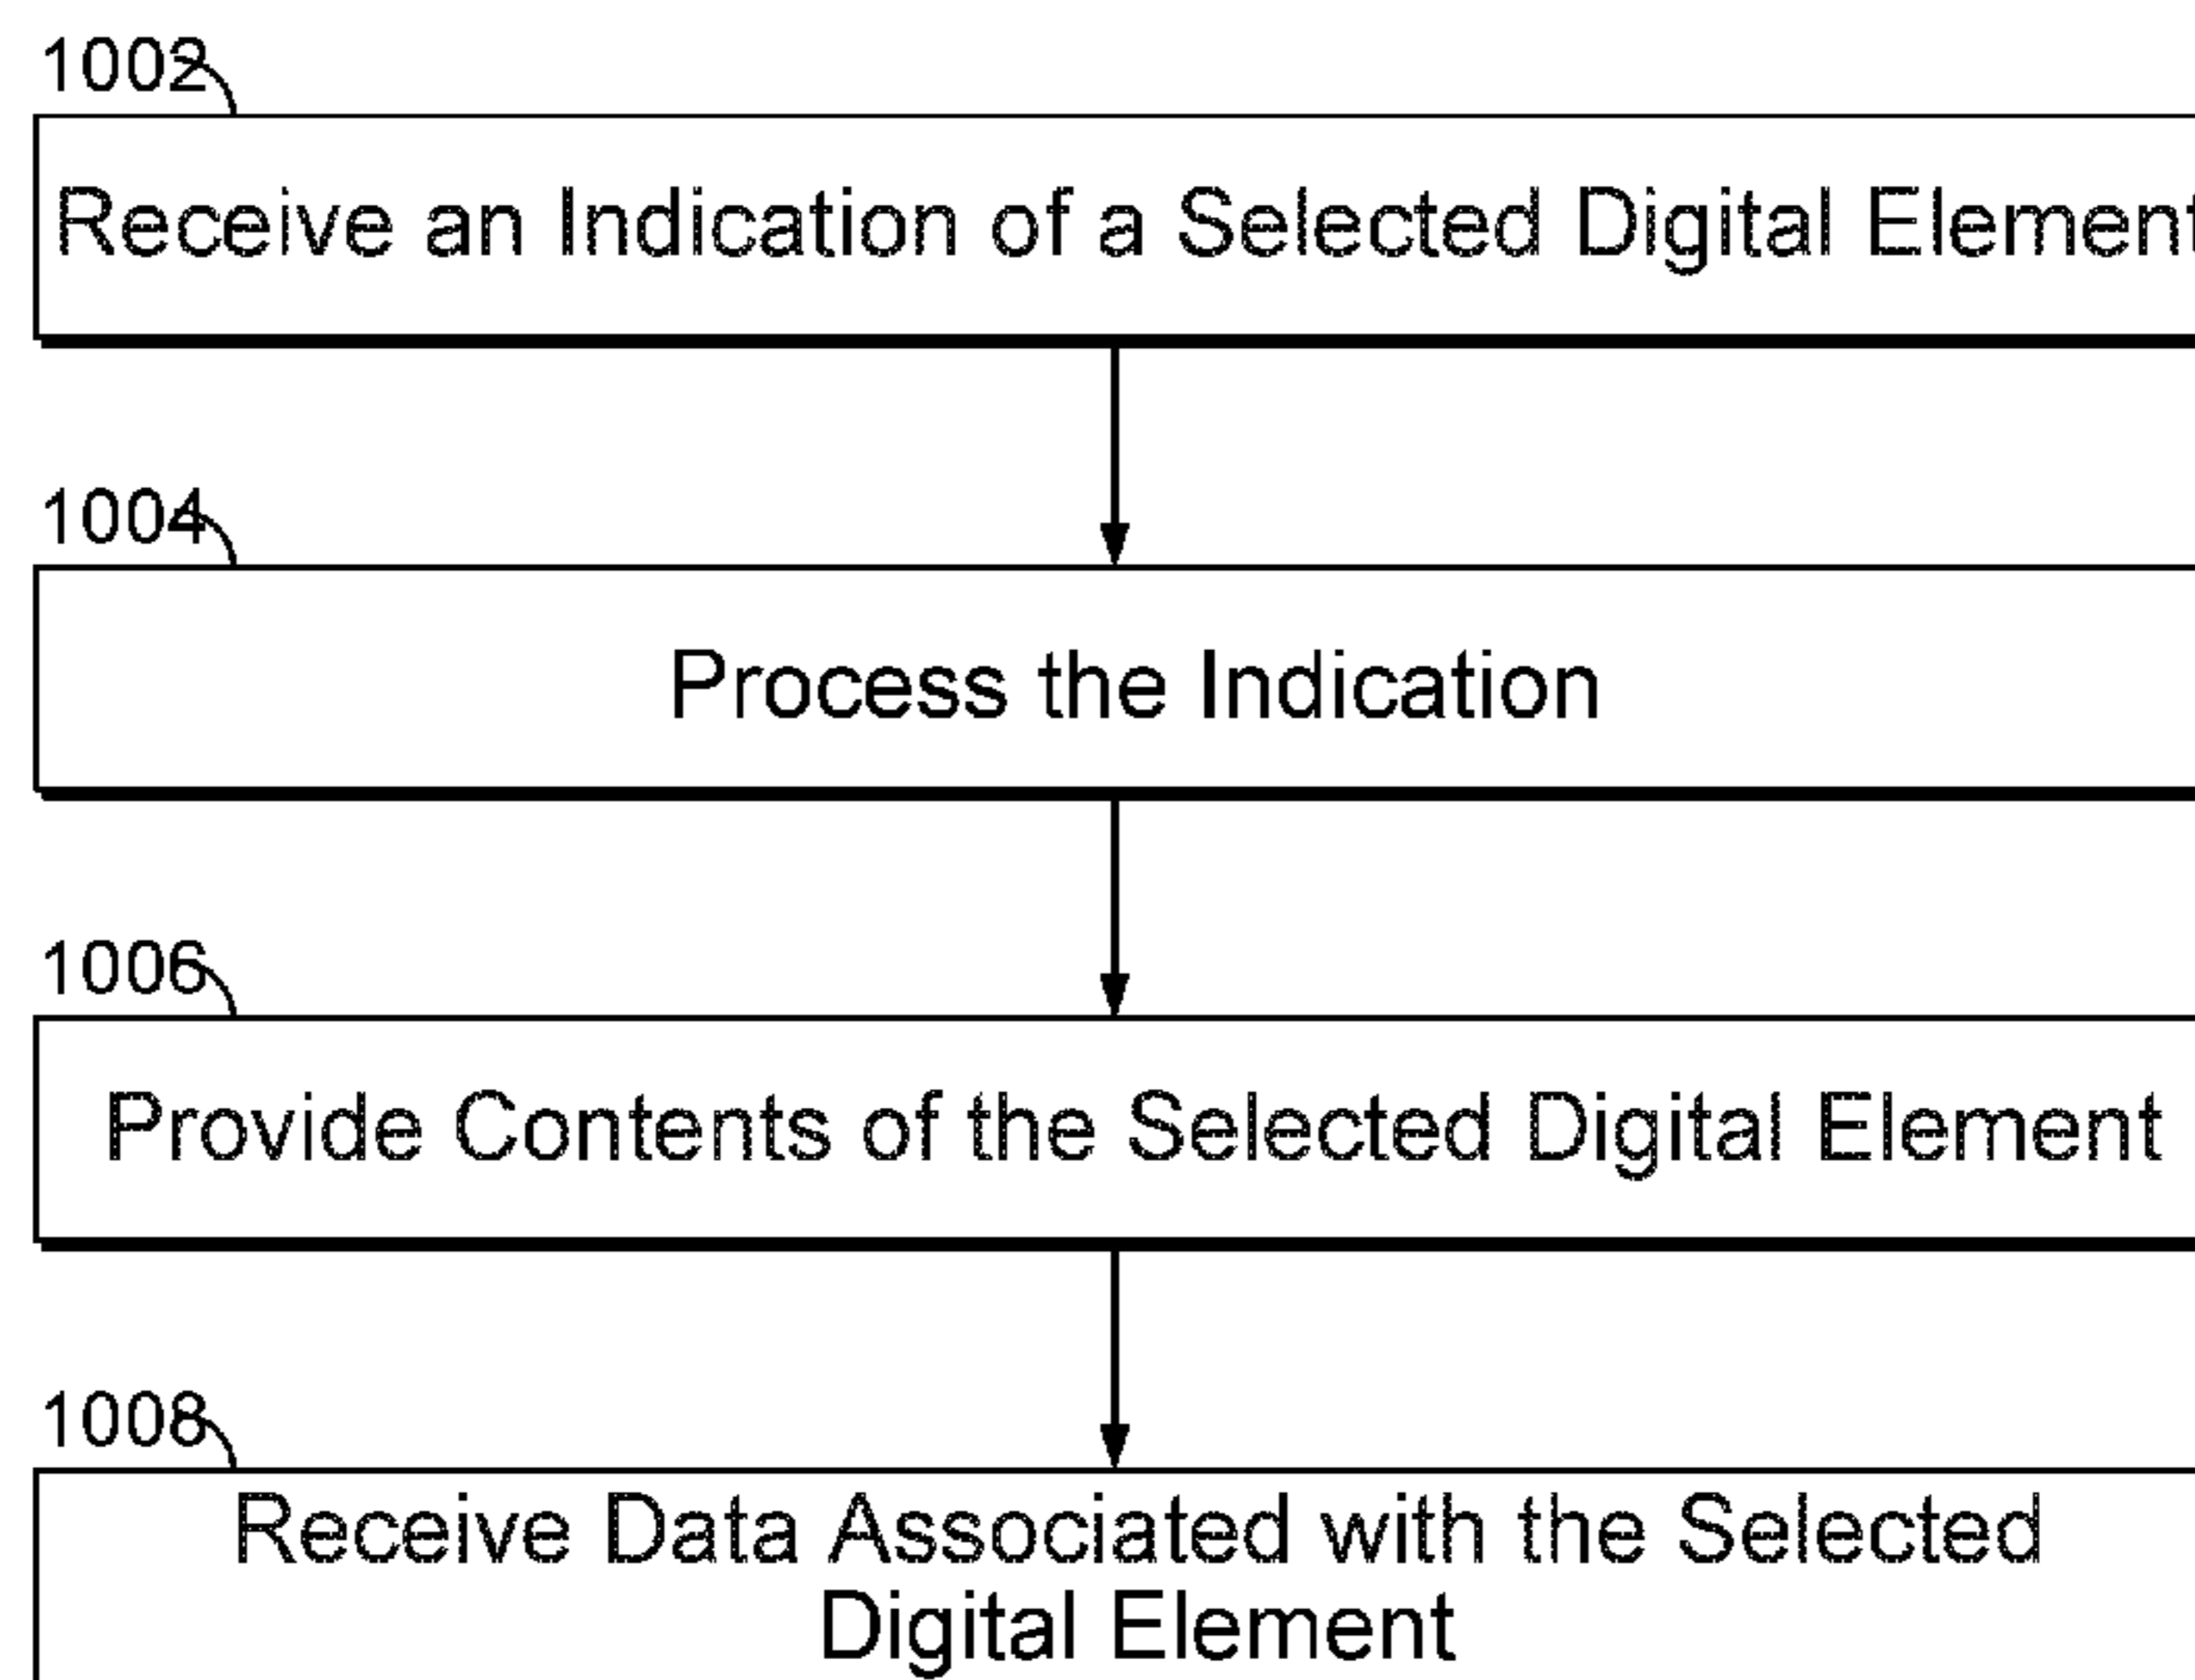 1002
Receive an Indication of a Selected Digital Element
1004
Process the Indication
1006
Provide Contents of the Selected Digital Element
1008
Receive Data Associated with the Selected
Digital Element